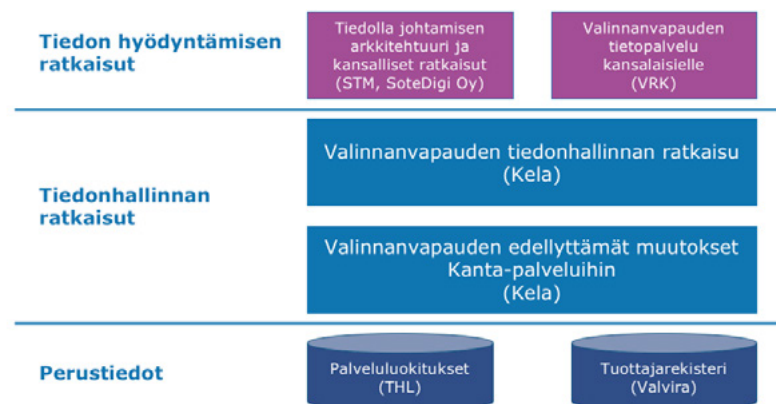 Tiedon hyödyntämisen
ratkaisut
Tiedolla johtamisen
arkkitehtuuri ja
kansalliset ratkaisut
(STM, SoteDigi Oy)
Valinnanvapauden
tietopalvelu
kansalaisielle
(VRK)
Tiedonhallinnan
ratkaisut
Valinnanvapauden tiedonhallinnan ratkaisu
(Kela)
Valinnanvapauden edellyttämät muutokset
Kanta-palveluihin
(Kela)
Perustiedot
Palveluluokitukset
(THL)
Tuottajarekisteri
(Valvira)